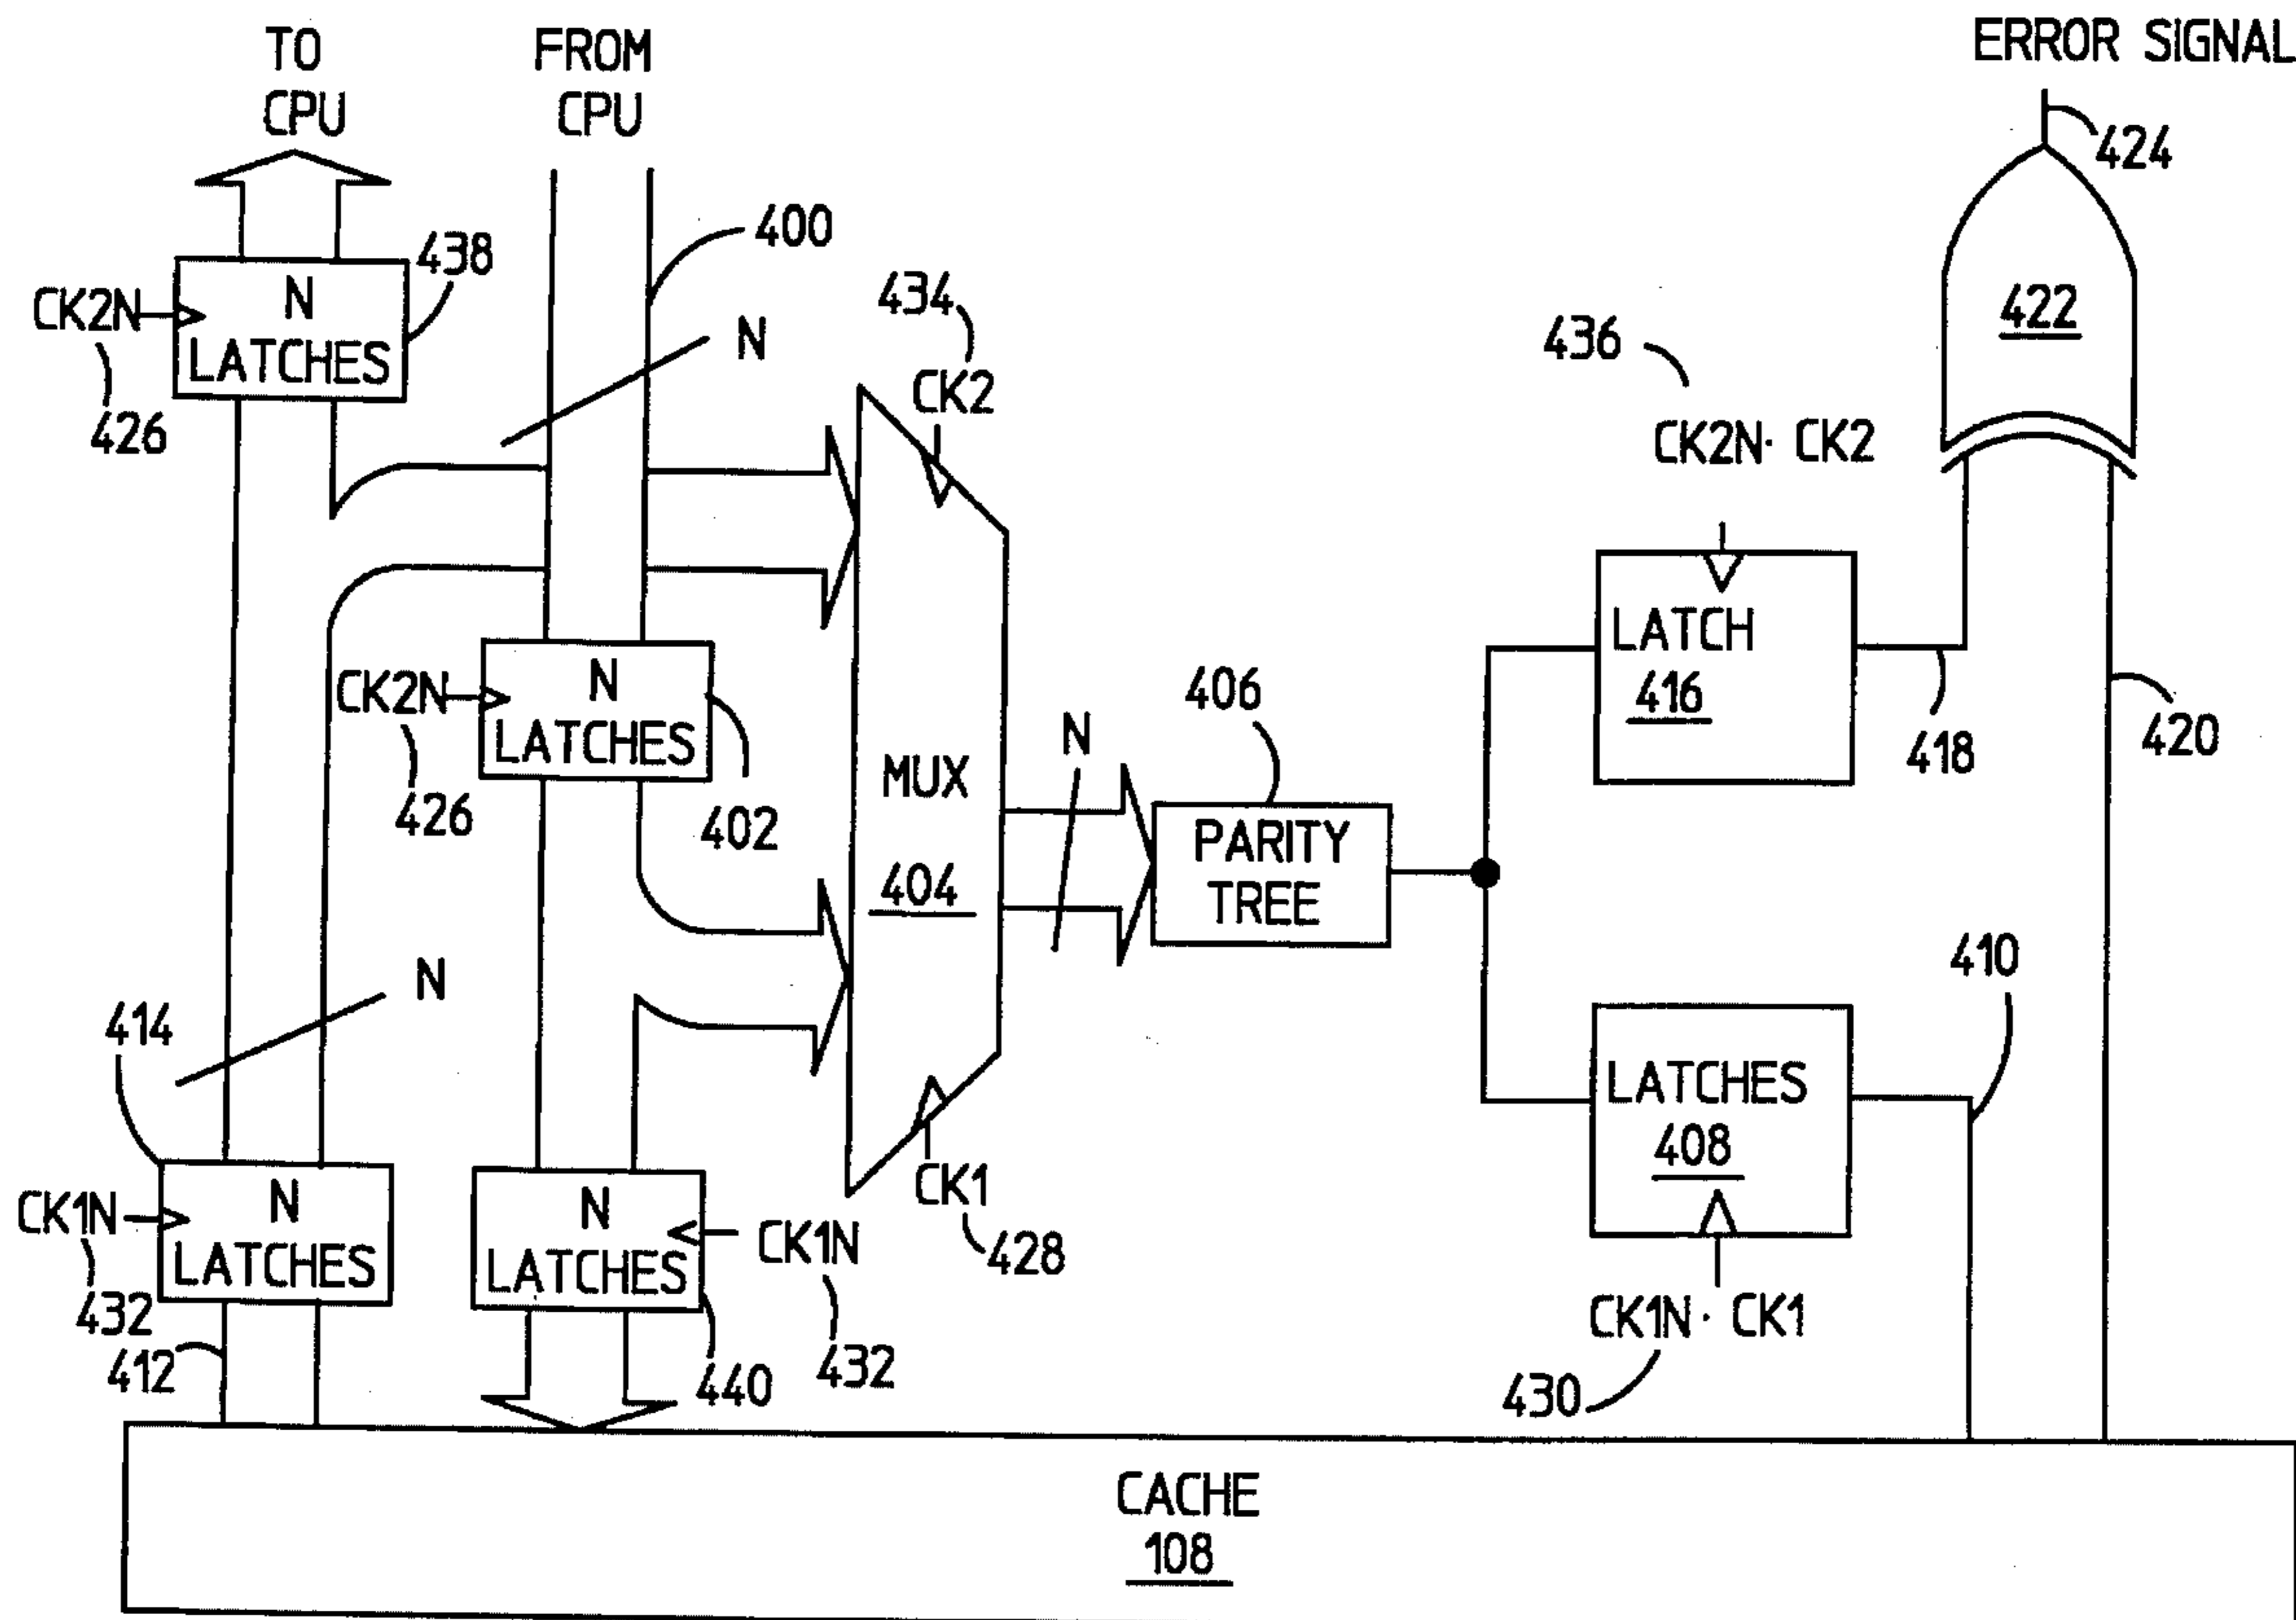 TO
CPU
FROM
CPU
ERROR SIGNAL
424
400
438
N
LATCHES
CK2N
426
N
434
CK2
436
CK2N· CK2
422
N
LATCHES
CK2N
426
402
MUX
404
N
406
PARITY
TREE
LATCH
416
418
420
N
414
N
LATCHES
CK1N
432
412
N
LATCHES
CK1N
432
440
CK1
428
LATCHES
408
410
CK1N· CK1
430
CACHE
108